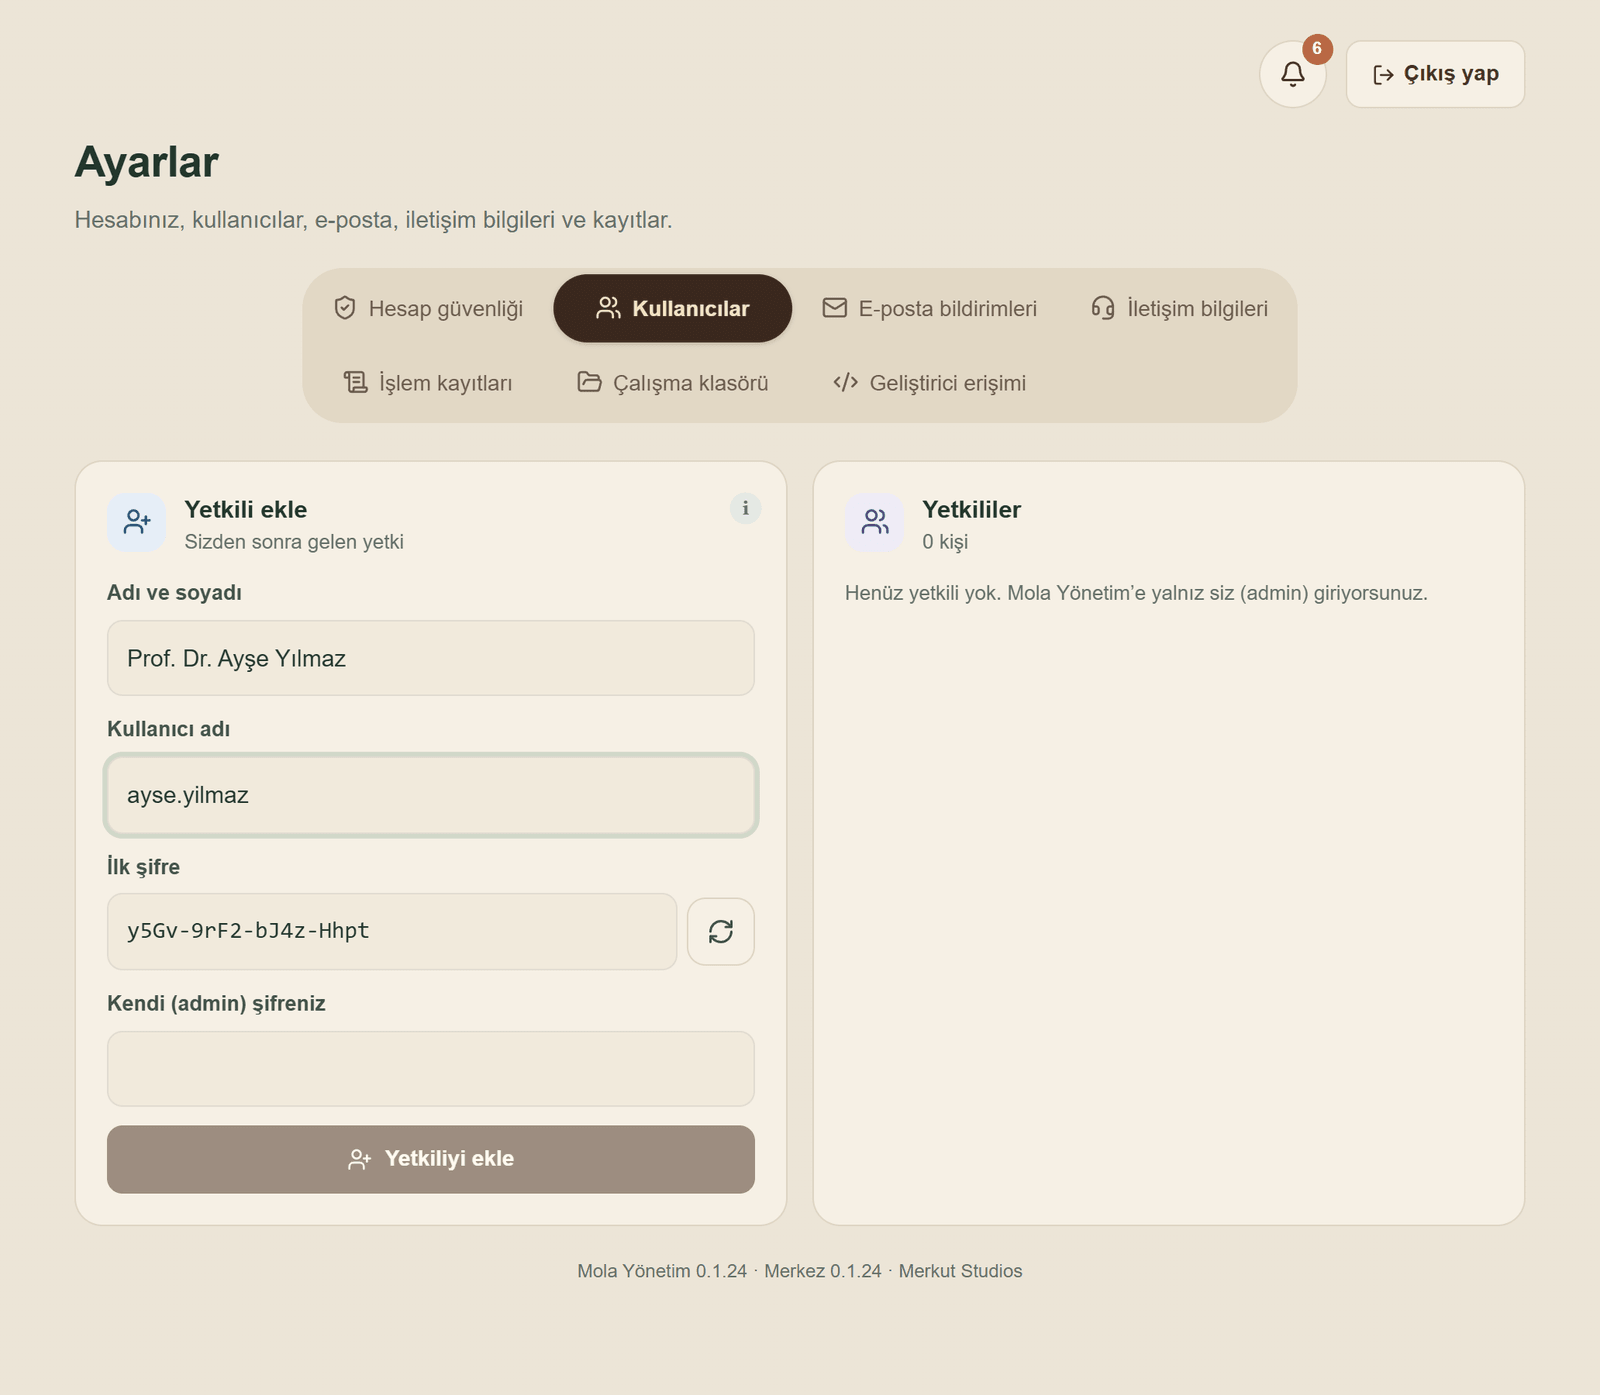 6
Çıkış yap
Ayarlar
Hesabınız, kullanıcılar, e-posta, iletişim bilgileri ve kayıtlar.
Hesap güvenliği
Kullanıcılar
E-posta bildirimleri
İletişim bilgileri
İşlem kayıtları
Çalışma klasörü
Geliştirici erişimi
Yetkili ekle
Sizden sonra gelen yetki
i
Adı ve soyadı
Prof. Dr. Ayşe Yılmaz
Kullanıcı adı
ayse.yilmaz
İlk şifre
y5Gv-9rF2-bJ4z-Hhpt
Kendi (admin) şifreniz
Yetkiliyi ekle
Yetkililer
0 kişi
Henüz yetkili yok. Mola Yönetim’e yalnız siz (admin) giriyorsunuz.
Mola Yönetim 0.1.24 · Merkez 0.1.24 · Merkut Studios